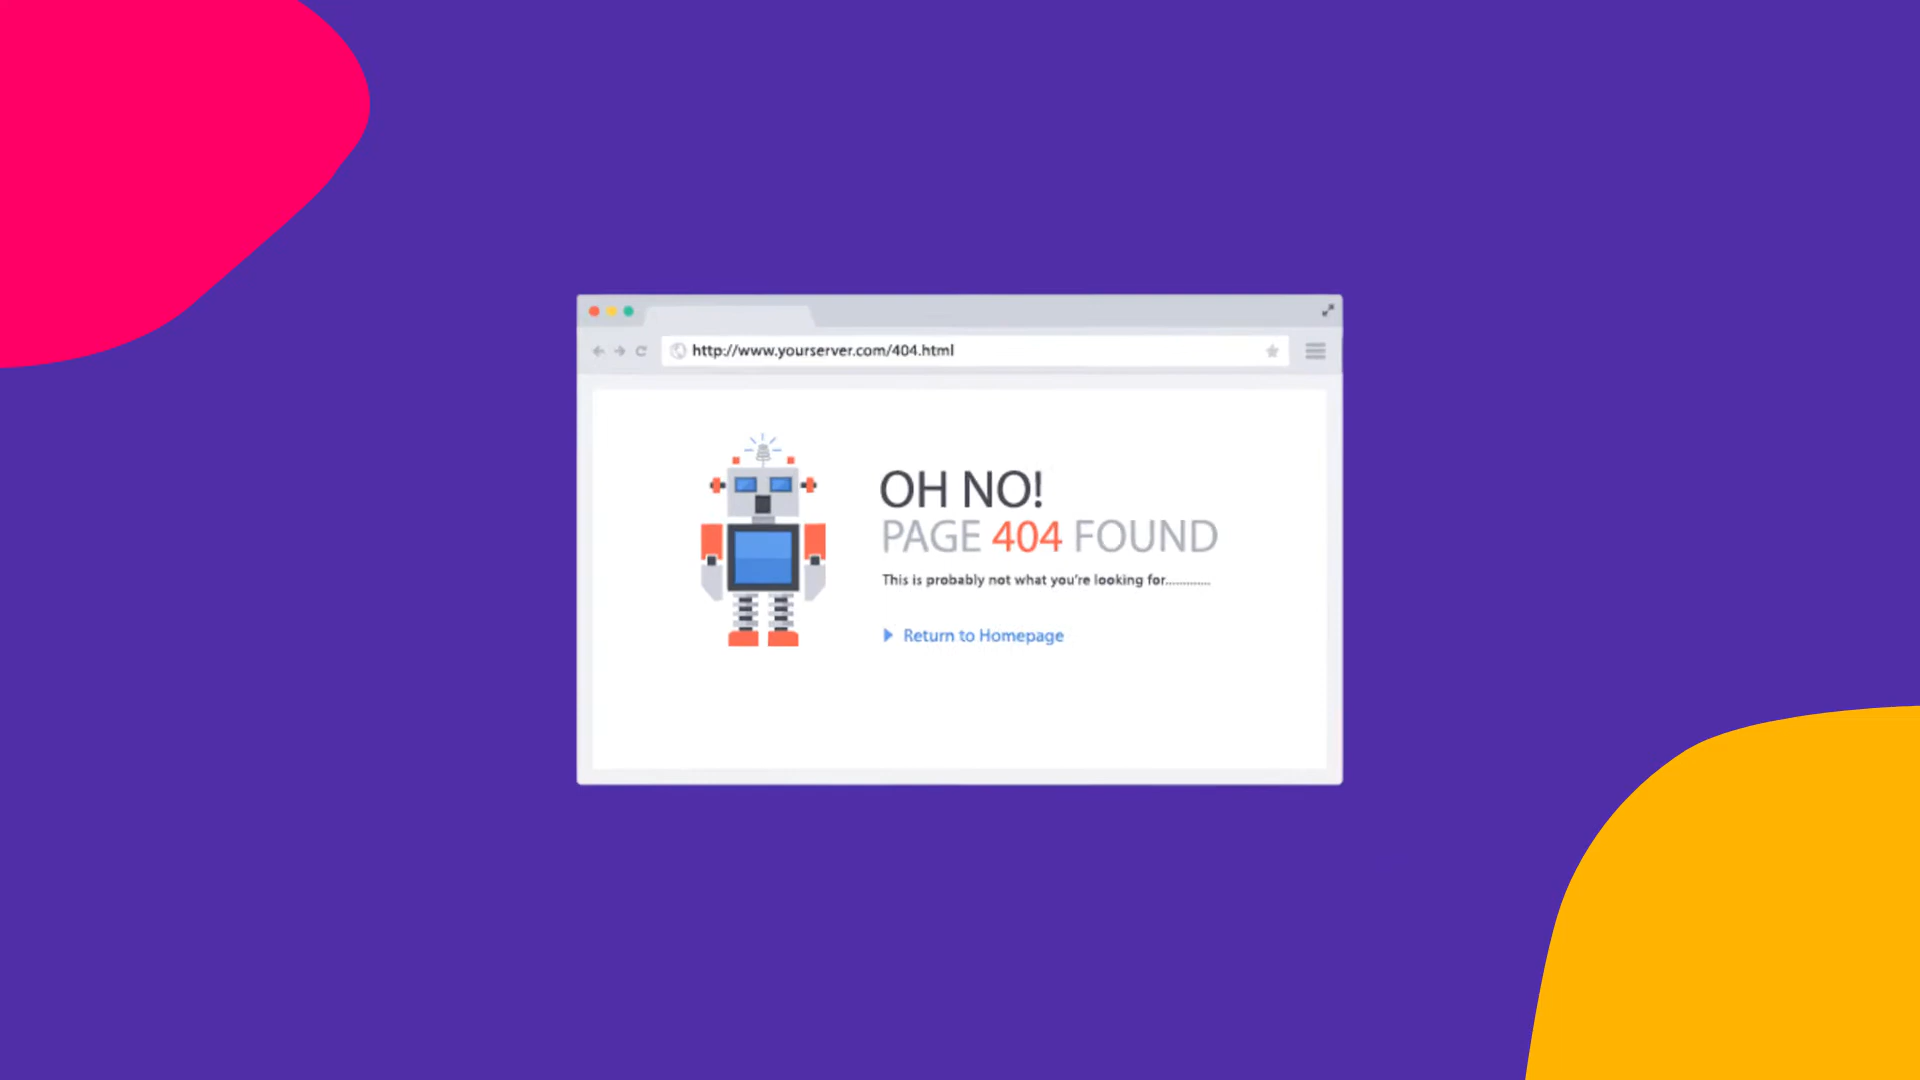 http://www.yourserver.com/404.html
OH NO!
PAGE 404 FOUND
This is probably not what you're looking for............
Return to Homepage